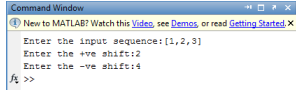 Command Window
New to MATLAB? Watch this Video, see Demos, or read Getting Started.
Enter the input sequence:[1,2,3]
Enter the +ve shift:2
Enter the -ve shift:4
fx >>